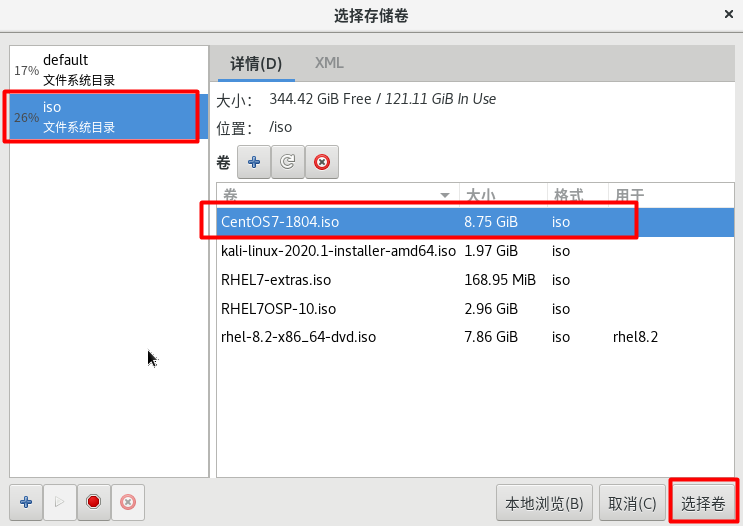 选择存储卷
17% default
文件系统目录
26% iso
文件系统目录
详情(D) XML
大小: 344.42 GiB Free / 121.11 GiB In Use
位置: /iso
卷
卷 大小 格式 用于
CentOS7-1804.iso 8.75 GiB iso
kali-linux-2020.1-installer-amd64.iso 1.97 GiB iso
RHEL7-extras.iso 168.95 MiB iso
RHEL7OSP-10.iso 2.96 GiB iso
rhel-8.2-x86_64-dvd.iso 7.86 GiB iso rhel8.2
本地浏览(B) 取消(C) 选择卷